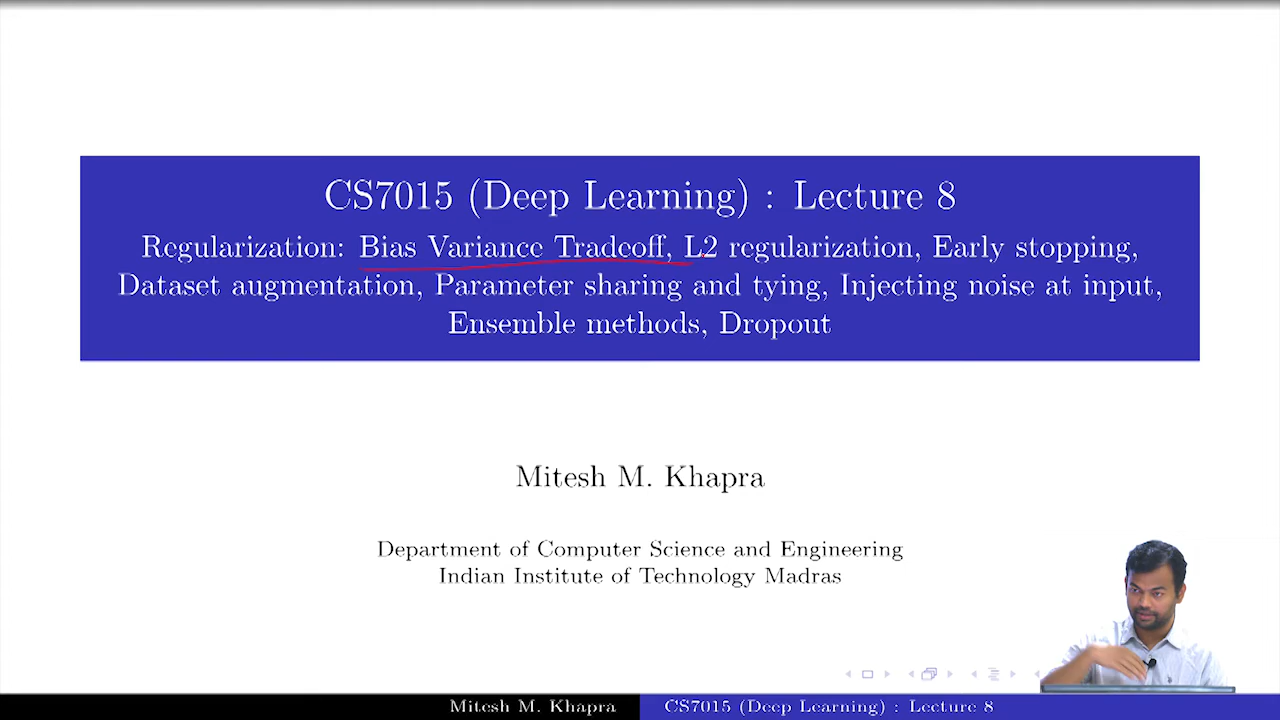 CS7015 (Deep Learning) : Lecture 8
Regularization: Bias Variance Tradeoff, L2 regularization, Early stopping,
Dataset augmentation, Parameter sharing and tying, Injecting noise at input,
Ensemble methods, Dropout
Mitesh M. Khapra
Department of Computer Science and Engineering
Indian Institute of Technology Madras
Mitesh M. Khapra
CS7015 (Deep Learning) : Lecture 8